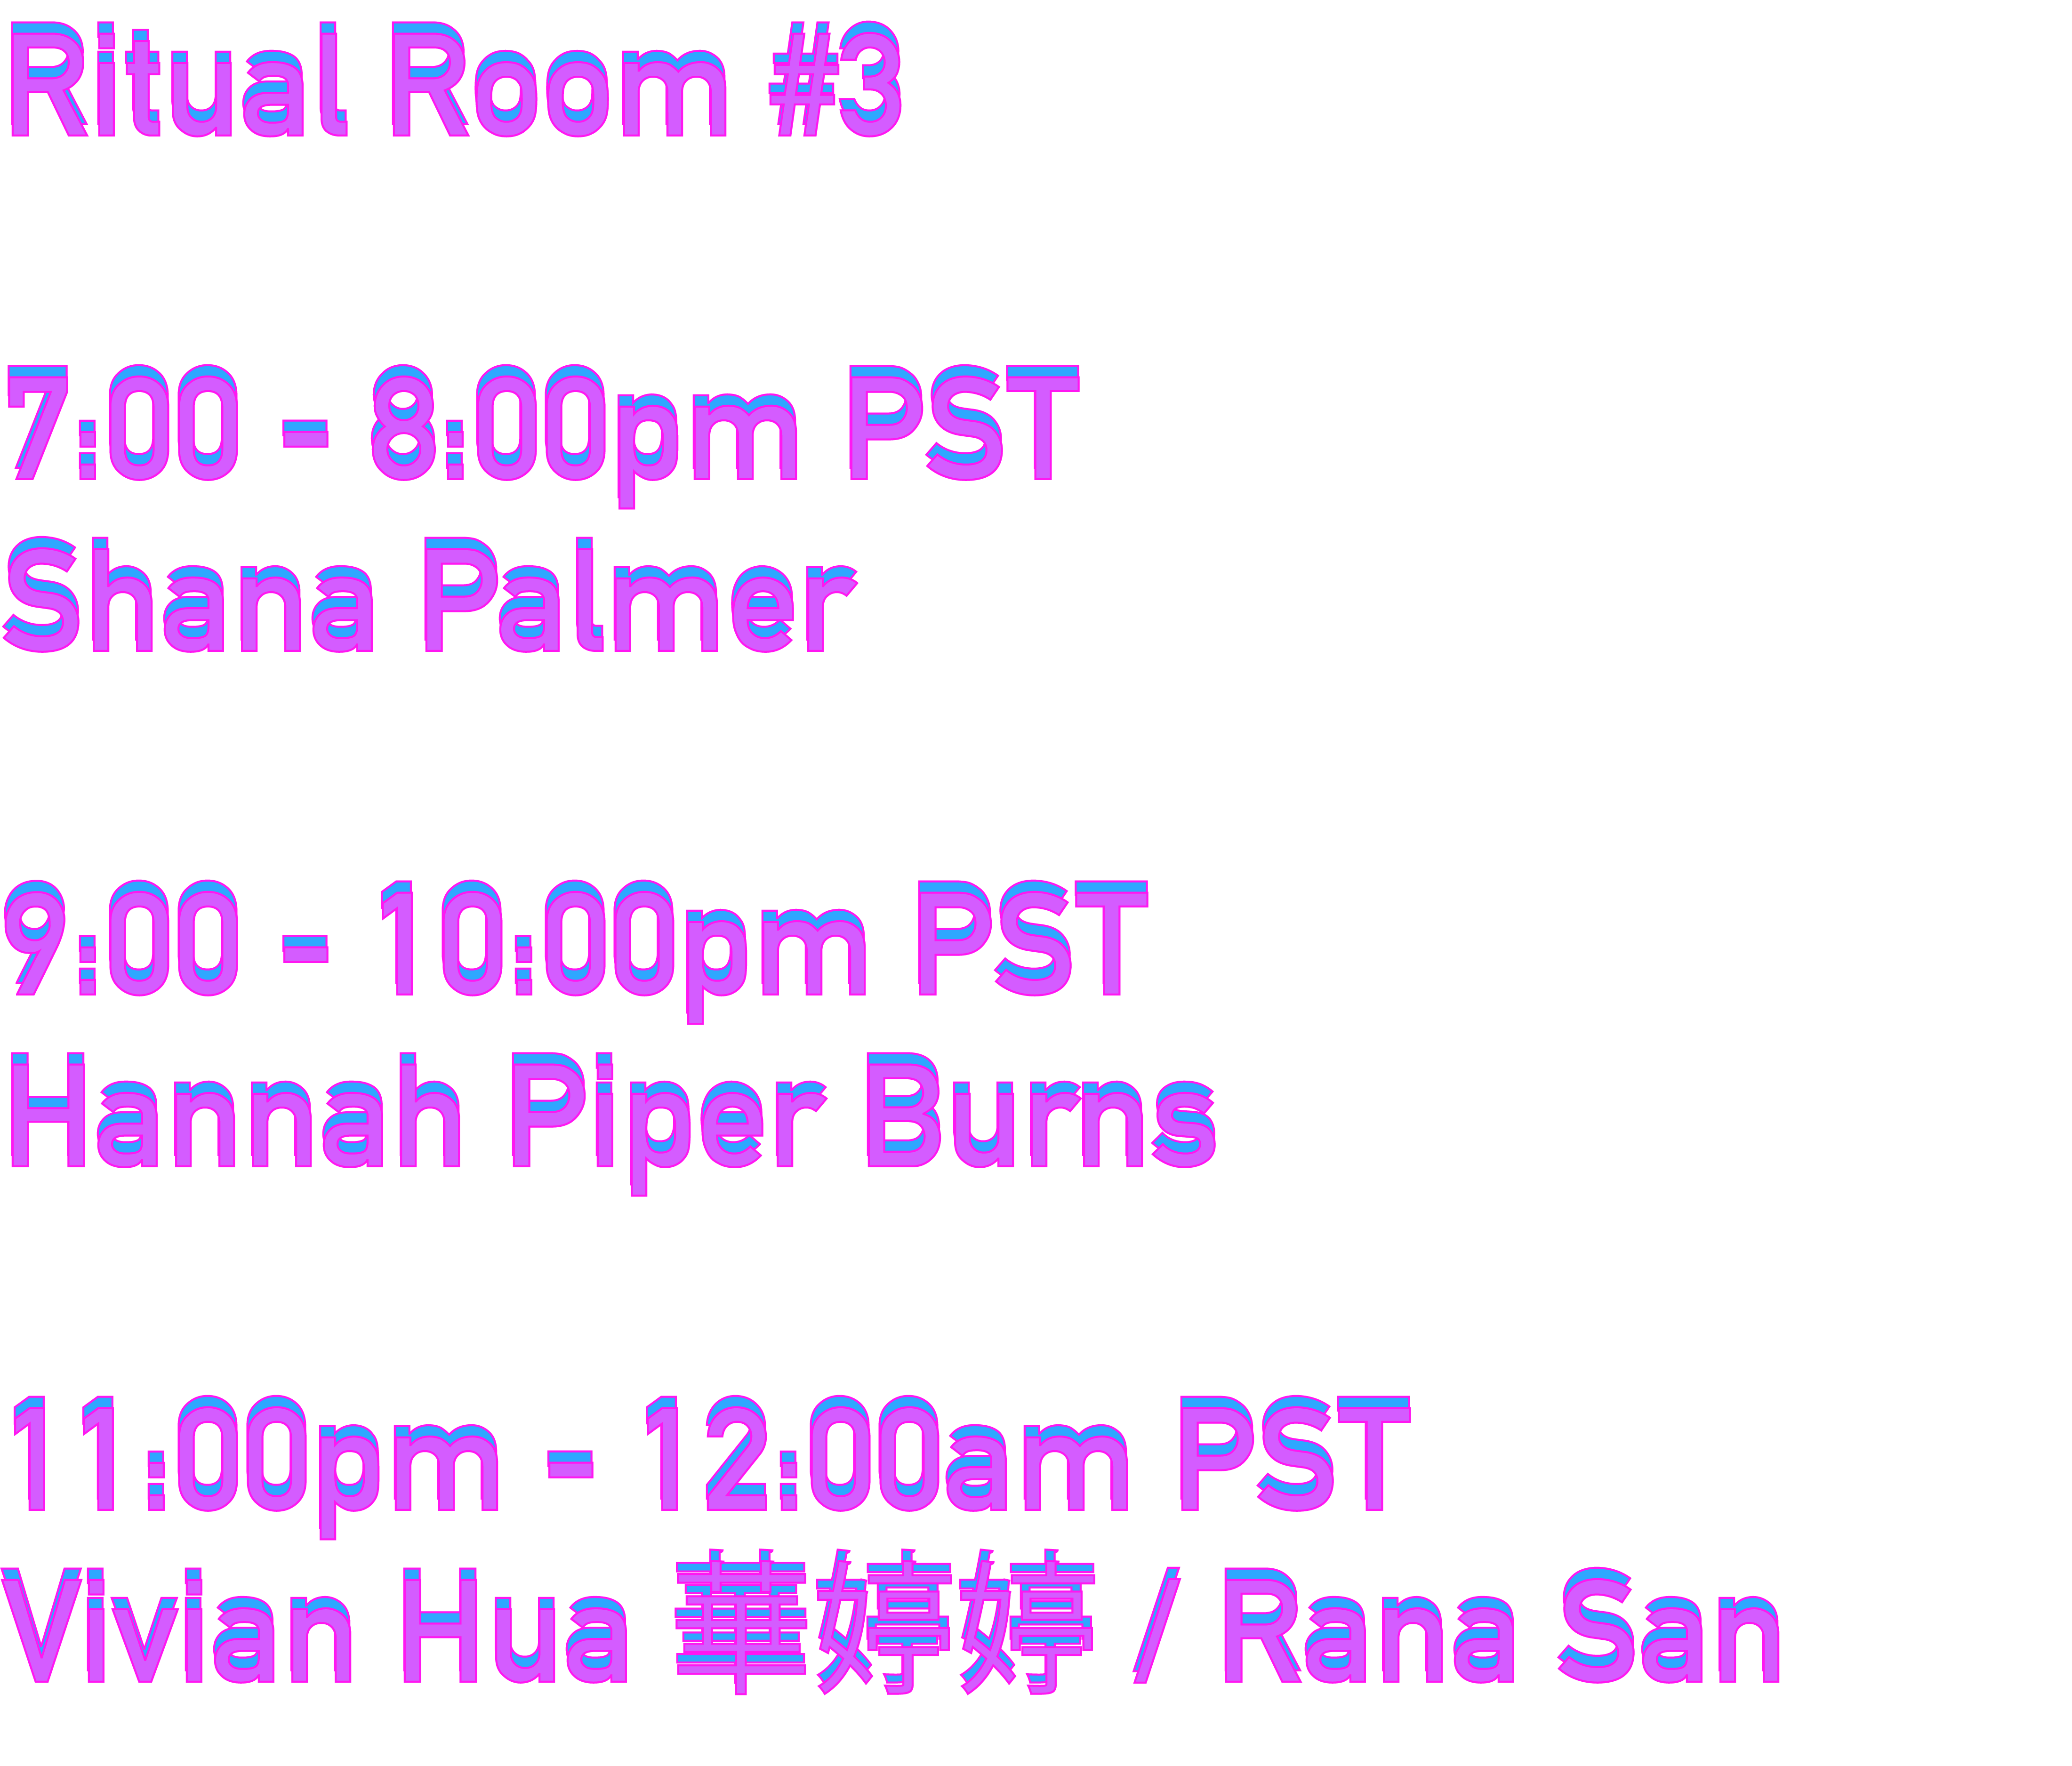 Ritual Room #3
7:00 - 8:00pm PST
Shana Palmer
9:00 - 10:00pm PST
Hannah Piper Burns
11:00pm - 12:00am PST
Vivian Hua 華婷婷 / Rana San